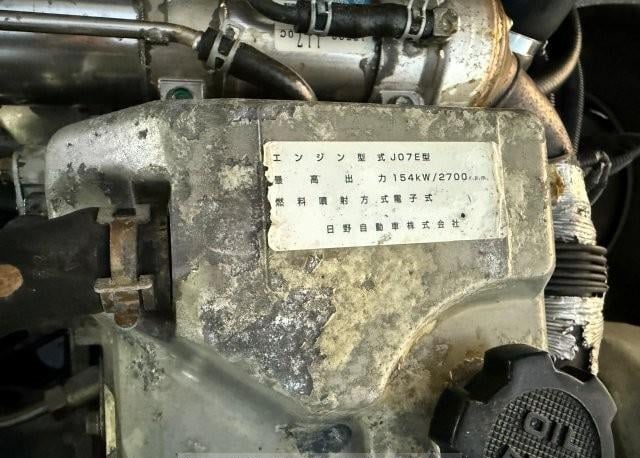 エンジン型式J07E型
最高出力154kW/2700r.p.m.
燃料噴射方式電子式
日野自動車株式会社
OIL